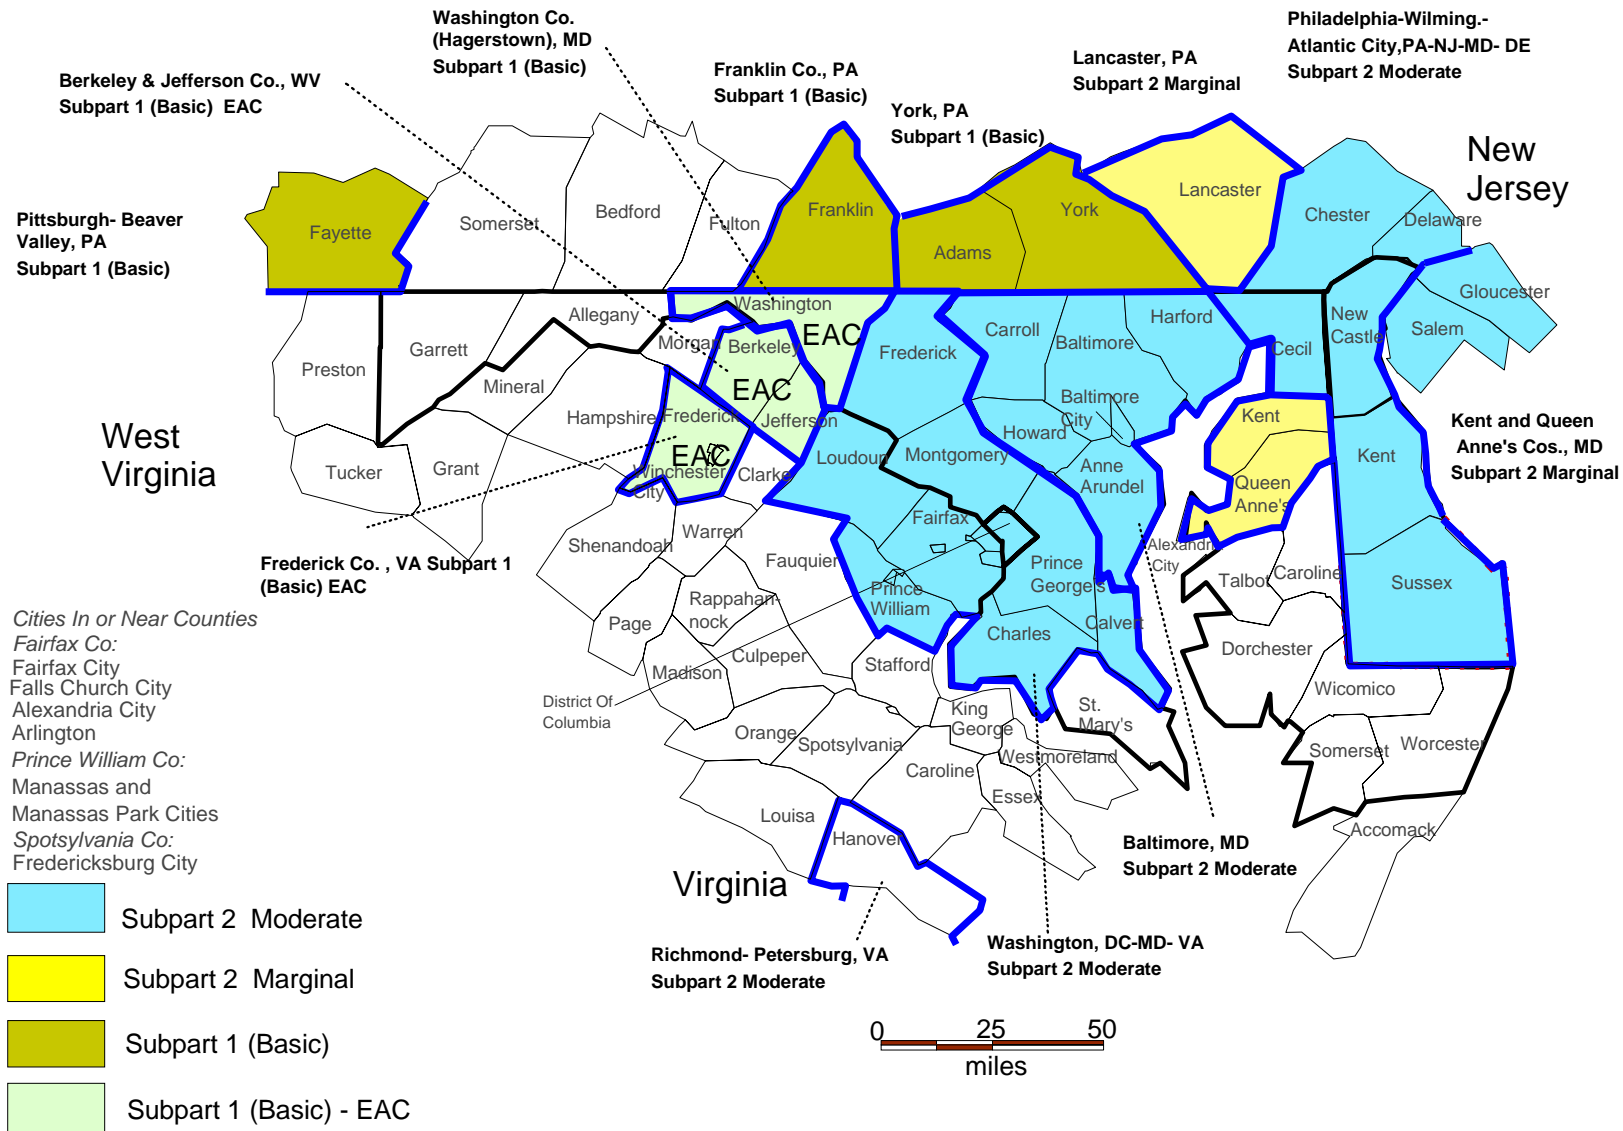 Washington Co.
(Hagerstown), MD
Subpart 1 (Basic)
Philadelphia-Wilming.-
Atlantic City,PA-NJ-MD- DE
Subpart 2 Moderate
Berkeley & Jefferson Co., WV
Subpart 1 (Basic) EAC
Franklin Co., PA
Subpart 1 (Basic)
Lancaster, PA
Subpart 2 Marginal
York, PA
Subpart 1 (Basic)
New
Jersey
Pittsburgh- Beaver
Valley, PA
Subpart 1 (Basic)
Fayette
Somerset
Bedford
Fulton
Franklin
Adams
York
Lancaster
Chester
Delaware
Gloucester
Salem
New
Castle
Cecil
Harford
Baltimore
Carroll
Frederick
Washington
EAC
Allegany
Garrett
Preston
Morgan
Berkeley
EAC
Jefferson
Mineral
Hampshire
Frederick
EAC
Winchester
City
Clarke
Loudoun
Montgomery
Howard
Baltimore
City
Anne
Arundel
Kent
Queen
Anne's
Kent
Kent and Queen
Anne's Cos., MD
Subpart 2 Marginal
West
Virginia
Tucker
Grant
Frederick Co. , VA Subpart 1
(Basic) EAC
Shenandoah
Warren
Fauquier
Fairfax
Prince
William
Prince
George's
Alexandria
City
Talbot
Caroline
Sussex
Page
Rappahan-
nock
Madison
Culpeper
Stafford
Charles
Calvert
Dorchester
Wicomico
District Of
Columbia
Orange
Spotsylvania
King
George
St.
Mary's
Westmoreland
Caroline
Essex
Somerset
Worcester
Louisa
Hanover
Accomack
Virginia
Cities In or Near Counties
Fairfax Co:
Fairfax City
Falls Church City
Alexandria City
Arlington
Prince William Co:
Manassas and
Manassas Park Cities
Spotsylvania Co:
Fredericksburg City
Baltimore, MD
Subpart 2 Moderate
Richmond- Petersburg, VA
Subpart 2 Moderate
Washington, DC-MD- VA
Subpart 2 Moderate
Subpart 2 Moderate
Subpart 2 Marginal
Subpart 1 (Basic)
Subpart 1 (Basic) - EAC
0 25 50
miles